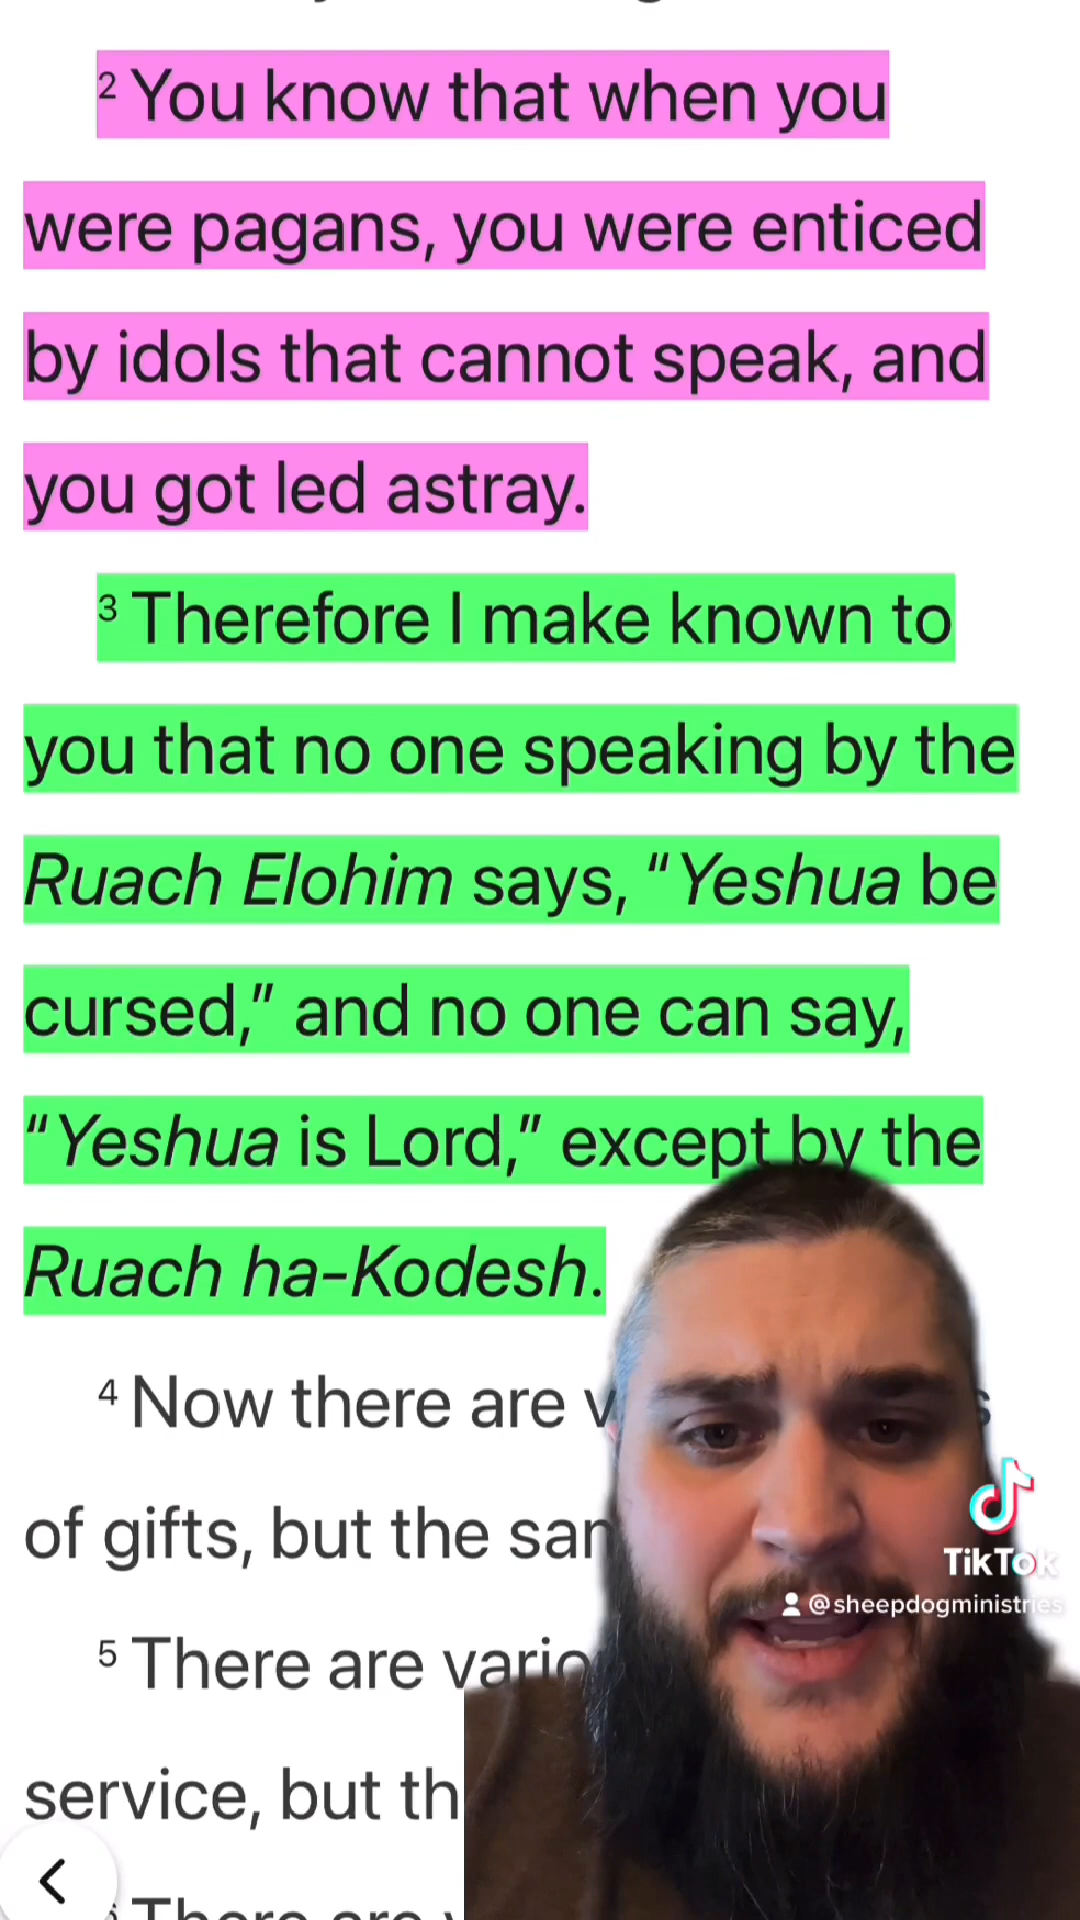 2 You know that when you
were pagans, you were enticed
by idols that cannot speak, and
you got led astray.
3 Therefore I make known to
you that no one speaking by the
Ruach Elohim says, “Yeshua be
cursed,” and no one can say,
“Yeshua is Lord,” except by the
Ruach ha-Kodesh.
4 Now there are
of gifts, but the
5 There are
service, but
There are
TikTok
@sheepdogministries